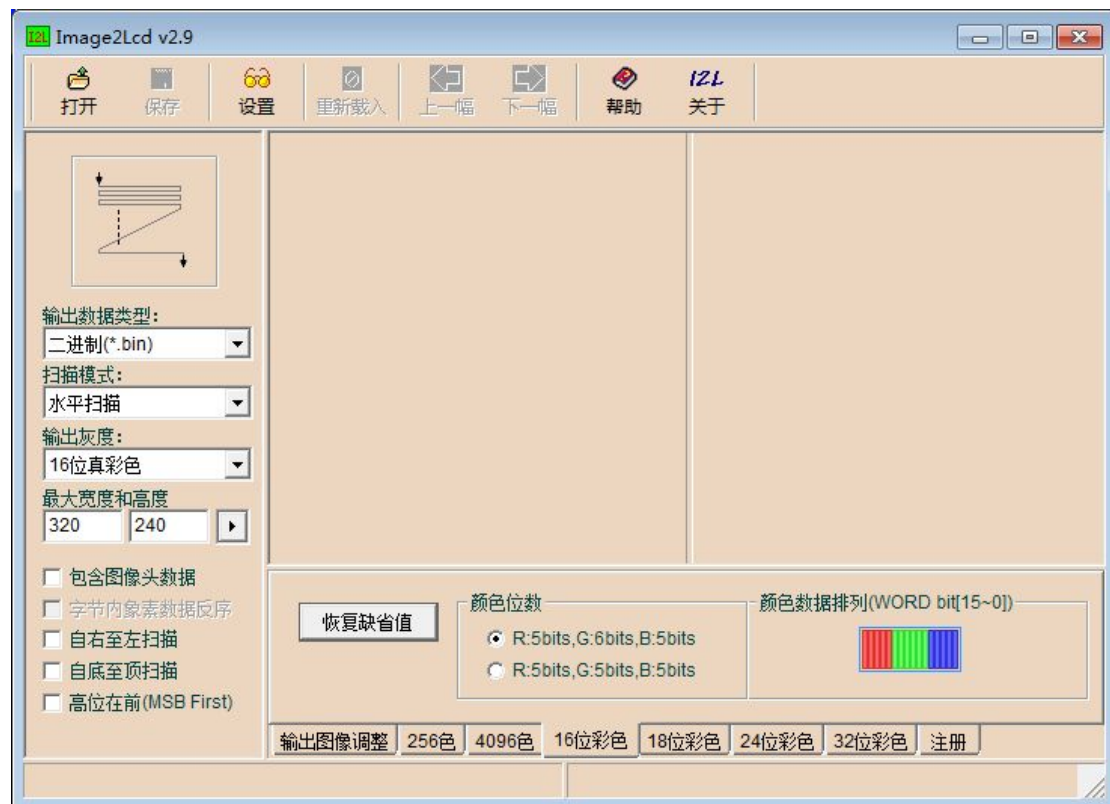 I2L Image2Lcd v2.9
打开 保存 设置 重新载入 上一幅 下一幅 帮助 I2L 关于
输出数据类型:
二进制(*.bin)
扫描模式:
水平扫描
输出灰度:
16位真彩色
最大宽度和高度
320 240
包含图像头数据
字节内象素数据反序
自右至左扫描
自底至顶扫描
高位在前(MSB First)
恢复缺省值
颜色位数
R:5bits,G:6bits,B:5bits
R:5bits,G:5bits,B:5bits
颜色数据排列(WORD bit[15~0])
输出图像调整 256色 4096色 16位彩色 18位彩色 24位彩色 32位彩色 注册